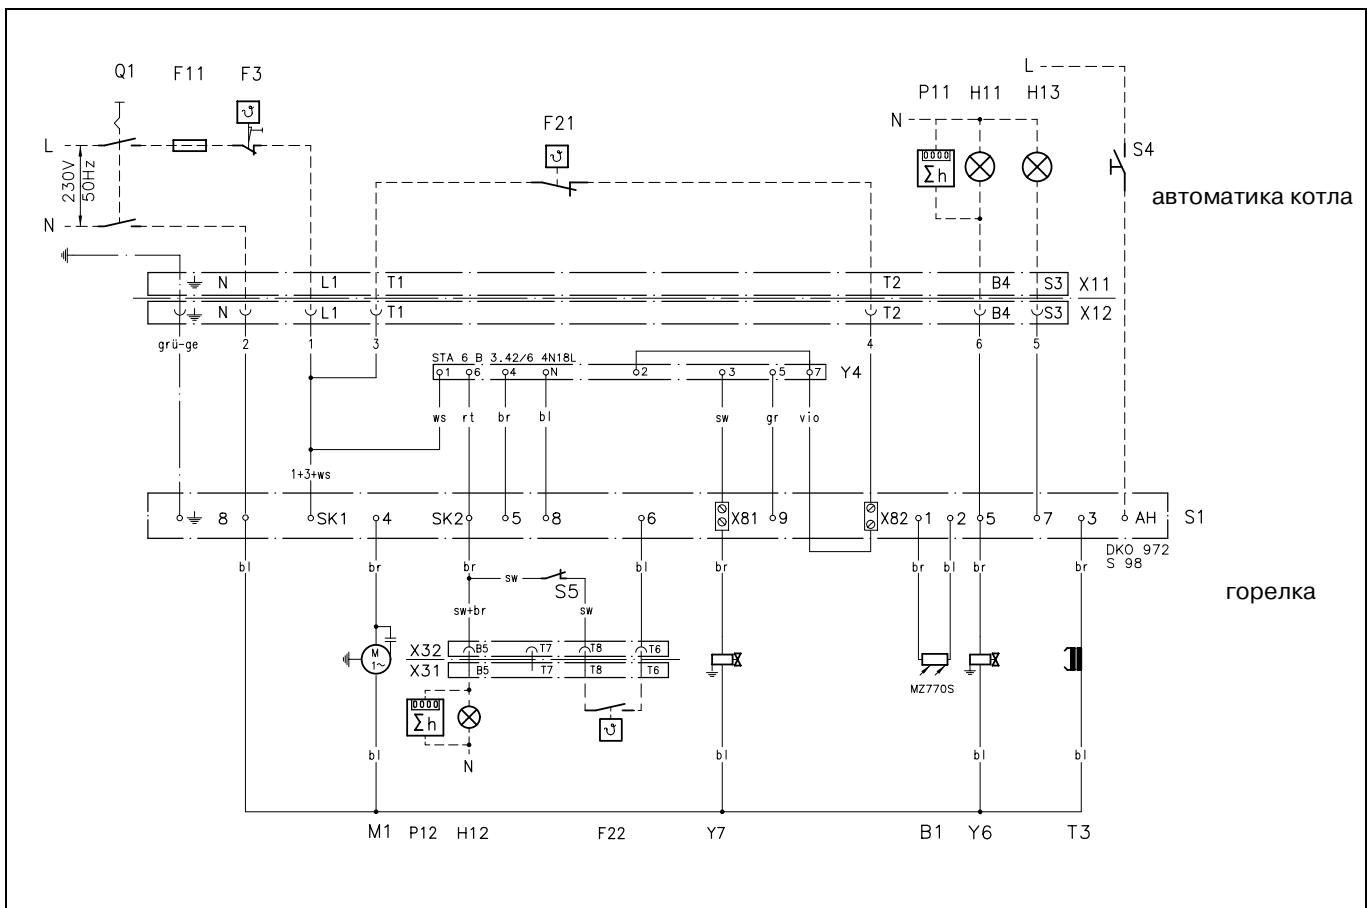 Q1 F11 F3
F21
L
P11 H11 H13
N
L
230V
50Hz
N
ϑ
ϑ
0000
Σh
S4
автоматика котла
N L1 T1 T2 B4 S3 X11
N L1 T1 T2 B4 S3 X12
grü-ge 2 1 3 4 6 5
STA 6 B 3.42/6 4N18L
1 6 4 N 2 3 5 7 Y4
ws rt br bl sw gr vio
1+3+ws
8 SK1 4 SK2 5 8 6 X81 9 X82 1 2 5 7 3 AH S1
DKO 972
S 98
bl br br sw S5 bl br br bl br br
sw+br sw
горелка
X32 B5 T7 T8 T6
X31 B5 T7 T8 T6
M
1~
MZ770S
0000
Σh
ϑ
N
bl bl bl bl
M1 P12 H12 F22 Y7 B1 Y6 T3